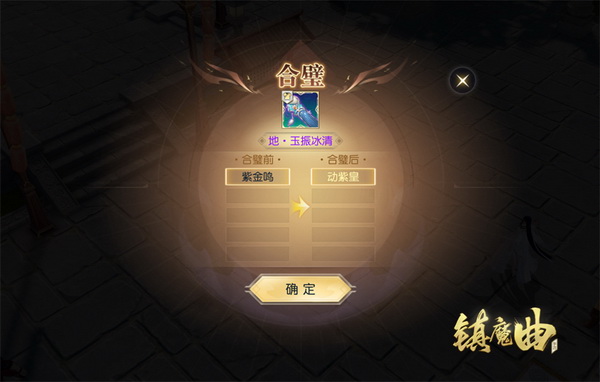 合璧
地·玉振冰清
·合璧前· ·合璧后·
紫金鸣 动紫皇
确定
镇魔曲